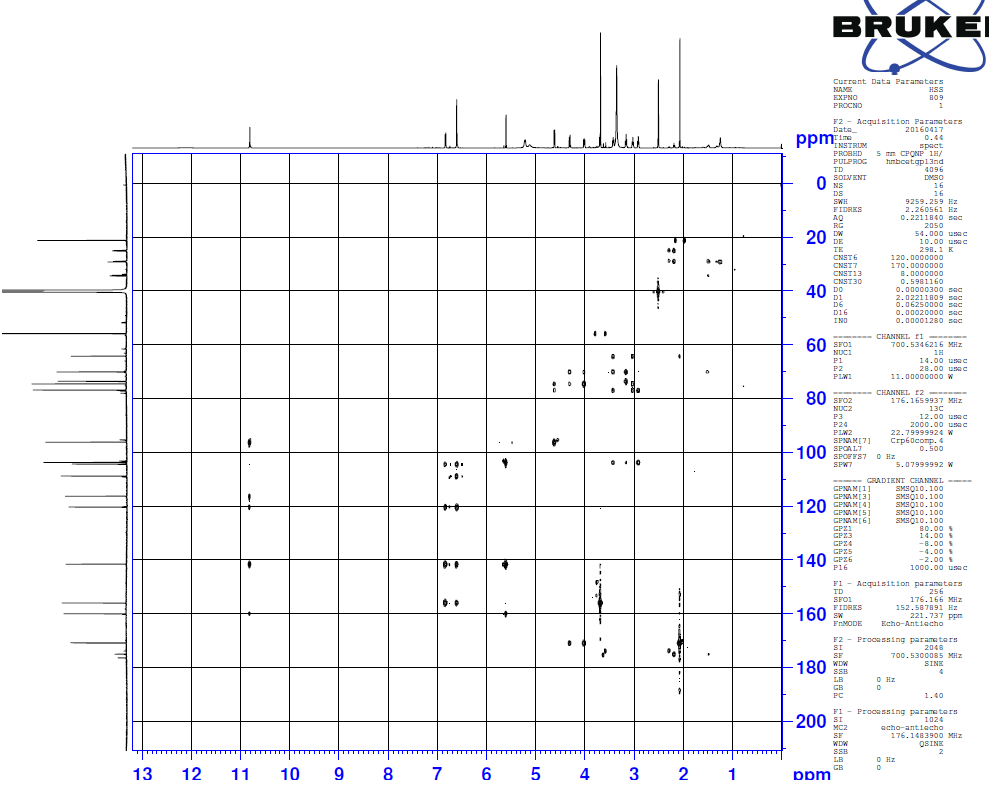 BRUKE
Current Data Parameters
NAME HSS
EXPNO 809
PROCNO 1
F2 - Acquisition Parameters
Date_ 20160417
Time 0.44
INSTRUM spect
PROBHD 5 mm CPQNP 1H/
PULPROG hmbcetgpl3nd
TD 4096
SOLVENT DMSO
NS 16
DS 16
SWH 9259.259 Hz
FIDRES 2.260561 Hz
AQ 0.2211840 sec
RG 2050
DW 54.000 usec
DE 10.00 usec
TE 298.1 K
CNST6 120.0000000
CNST7 170.0000000
CNST13 8.0000000
CNST30 0.5981160
D0 0.00000300 sec
D1 2.02211809 sec
D6 0.06250000 sec
D16 0.00020000 sec
IN0 0.00001280 sec
======== CHANNEL f1 ========
SFO1 700.5346216 MHz
NUC1 1H
P1 14.00 usec
P2 28.00 usec
PLW1 11.00000000 W
======== CHANNEL f2 ========
SFO2 176.1659937 MHz
NUC2 13C
P3 12.00 usec
P24 2000.00 usec
PLW2 22.79999924 W
SPNAM[7] Crp60comp.4
SPOAL7 0.500
SPOFFS7 0 Hz
SPW7 5.07999992 W
====== GRADIENT CHANNEL =====
GPNAM[1] SMSQ10.100
GPNAM[3] SMSQ10.100
GPNAM[4] SMSQ10.100
GPNAM[5] SMSQ10.100
GPNAM[6] SMSQ10.100
GPZ1 80.00 %
GPZ3 14.00 %
GPZ4 -8.00 %
GPZ5 -4.00 %
GPZ6 -2.00 %
P16 1000.00 usec
F1 - Acquisition parameters
TD 256
SFO1 176.166 MHz
FIDRES 152.587891 Hz
SW 221.737 ppm
FnMODE Echo-Antiecho
F2 - Processing parameters
SI 2048
SF 700.5300085 MHz
WDW SINE
SSB 4
LB 0 Hz
GB 0
PC 1.40
F1 - Processing parameters
SI 1024
MC2 echo-antiecho
SF 176.1483900 MHz
WDW QSINE
SSB 2
LB 0 Hz
GB 0
ppm
0
20
40
60
80
100
120
140
160
180
200
13 12 11 10 9 8 7 6 5 4 3 2 1 ppm